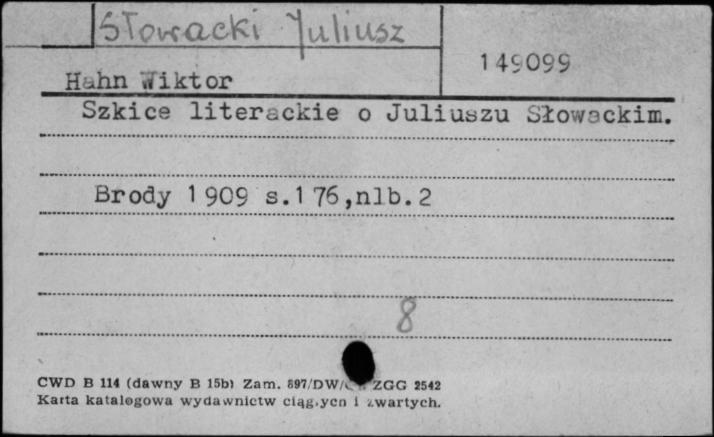 Słowacki Juliusz
149099
Hahn Wiktor
Szkice literackie o Juliuszu Słowackim.
Brody 1909 s.176,nlb.2
8
CWD B 114 (dawny B 15b) Zam. 897/DW/ ZGG 2542
Karta katalogowa wydawnictw ciągłych i zwartych.